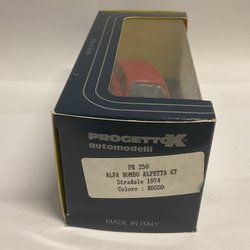 PROGETTO K
automodelli
PK 250
ALFA ROMEO ALFETTA GT
Stradale 1974
Colore : ROSSO
MADE IN ITALY